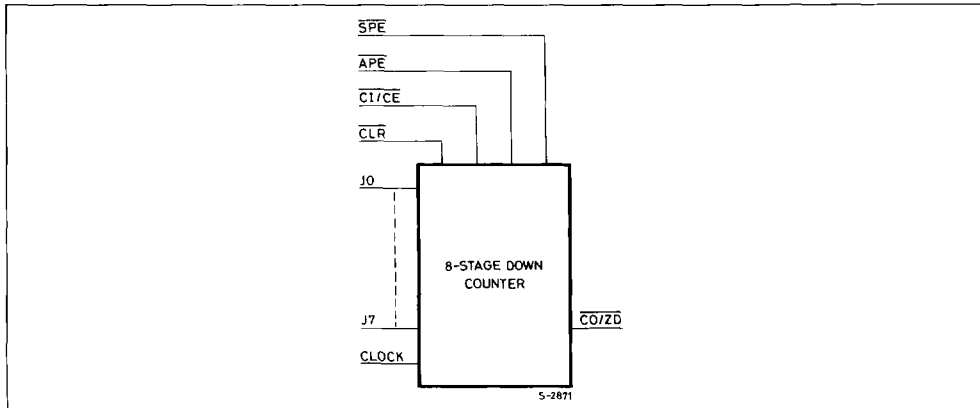 SPE
APE
CI/CE
CLR
J0
8-STAGE DOWN
COUNTER
J7
CO/ZD
CLOCK
S-2871